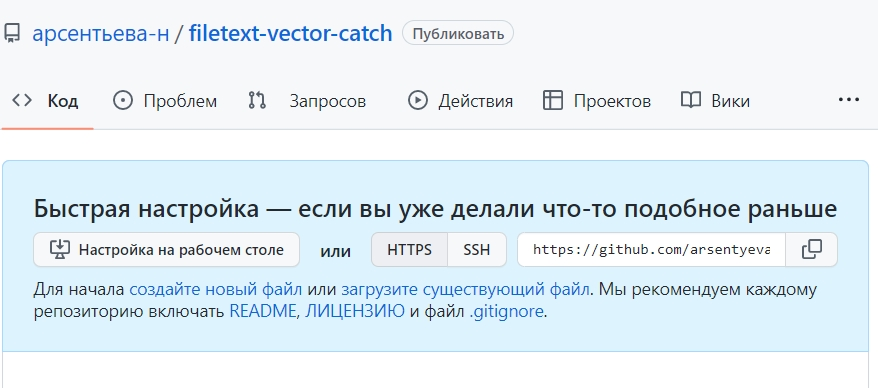 арсентьева-н / filetext-vector-catch Публиковать
Код Проблем Запросов Действия Проектов Вики
Быстрая настройка — если вы уже делали что-то подобное раньше
Настройка на рабочем столе или HTTPS SSH https://github.com/arsentyeva
Для начала создайте новый файл или загрузите существующий файл. Мы рекомендуем каждому
репозиторию включать README, ЛИЦЕНЗИЮ и файл .gitignore.